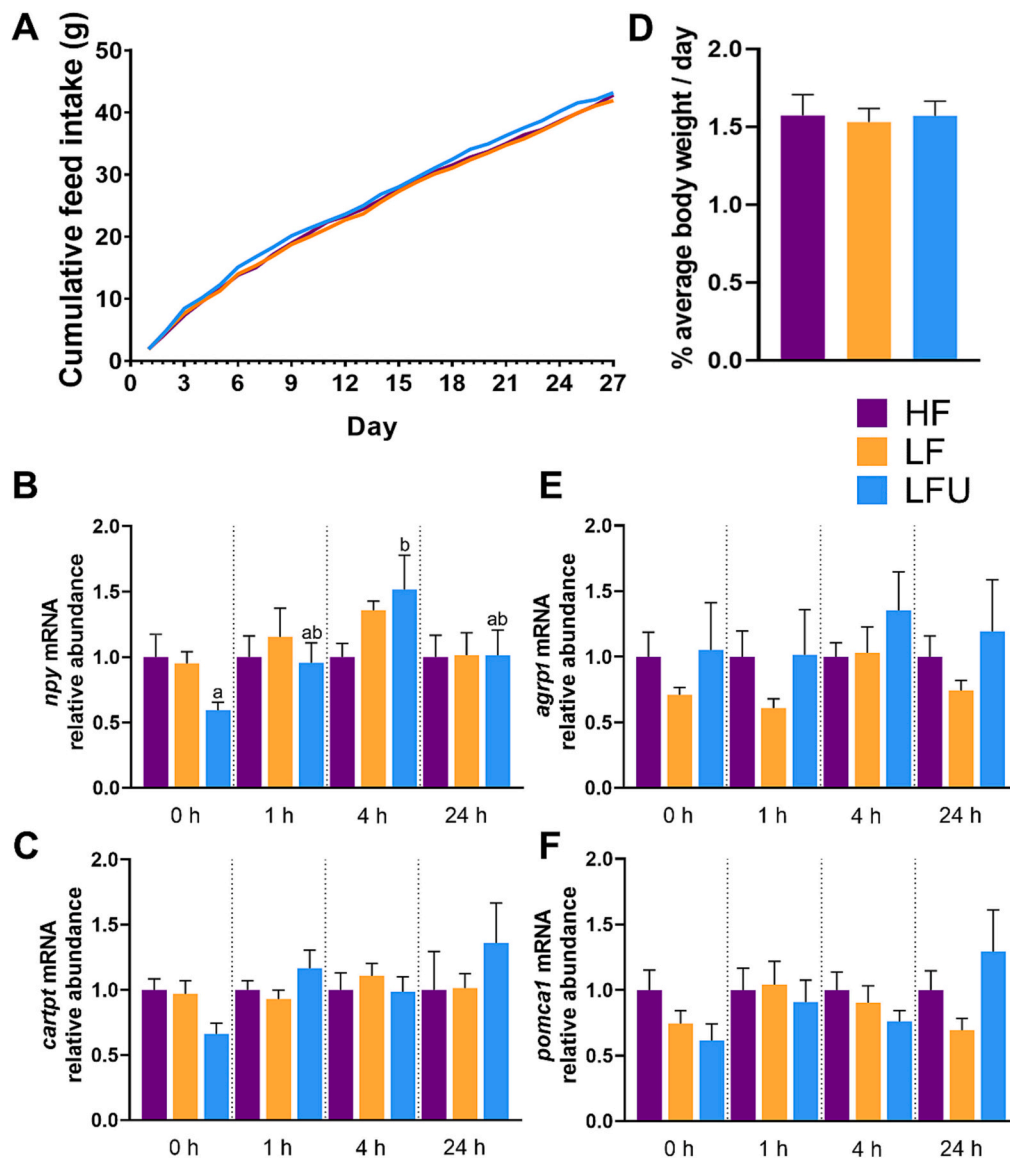 A
Cumulative feed intake (g)
50
40
30
20
10
0
0 3 6 9 12 15 18 21 24 27
Day
D
% average body weight / day
2.0
1.5
1.0
0.5
0.0
HF
LF
LFU
B
npy mRNA
relative abundance
2.0
1.5
1.0
0.5
0.0
a
ab
b
ab
0 h 1 h 4 h 24 h
E
agrp1 mRNA
relative abundance
2.0
1.5
1.0
0.5
0.0
0 h 1 h 4 h 24 h
C
cartpt mRNA
relative abundance
2.0
1.5
1.0
0.5
0.0
0 h 1 h 4 h 24 h
F
pomca1 mRNA
relative abundance
2.0
1.5
1.0
0.5
0.0
0 h 1 h 4 h 24 h